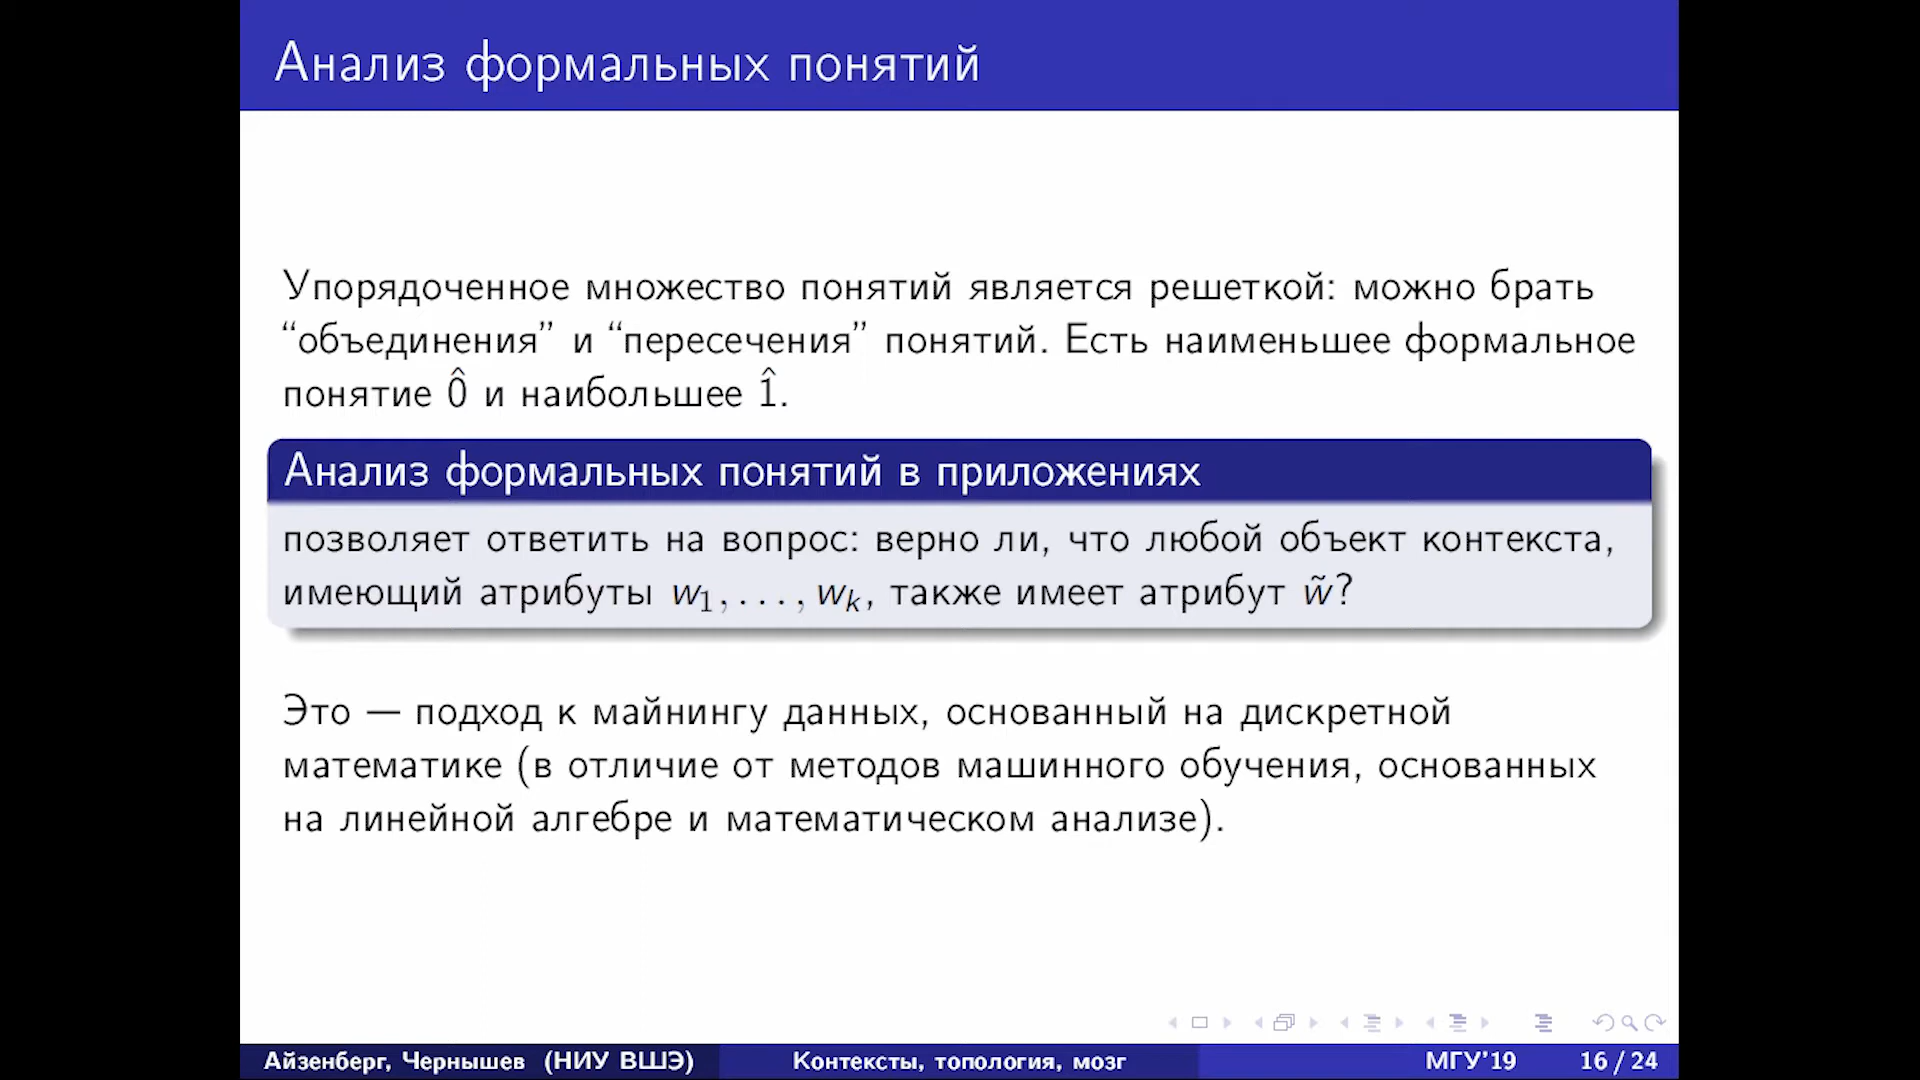 Анализ формальных понятий
Упорядоченное множество понятий является решеткой: можно брать
“объединения” и “пересечения” понятий. Есть наименьшее формальное
понятие 0̂ и наибольшее 1̂.
Анализ формальных понятий в приложениях
позволяет ответить на вопрос: верно ли, что любой объект контекста,
имеющий атрибуты w₁, . . . , wₖ, также имеет атрибут w̃?
Это — подход к майнингу данных, основанный на дискретной
математике (в отличие от методов машинного обучения, основанных
на линейной алгебре и математическом анализе).
Айзенберг, Чернышев (НИУ ВШЭ) Контексты, топология, мозг МГУ’19 16 / 24